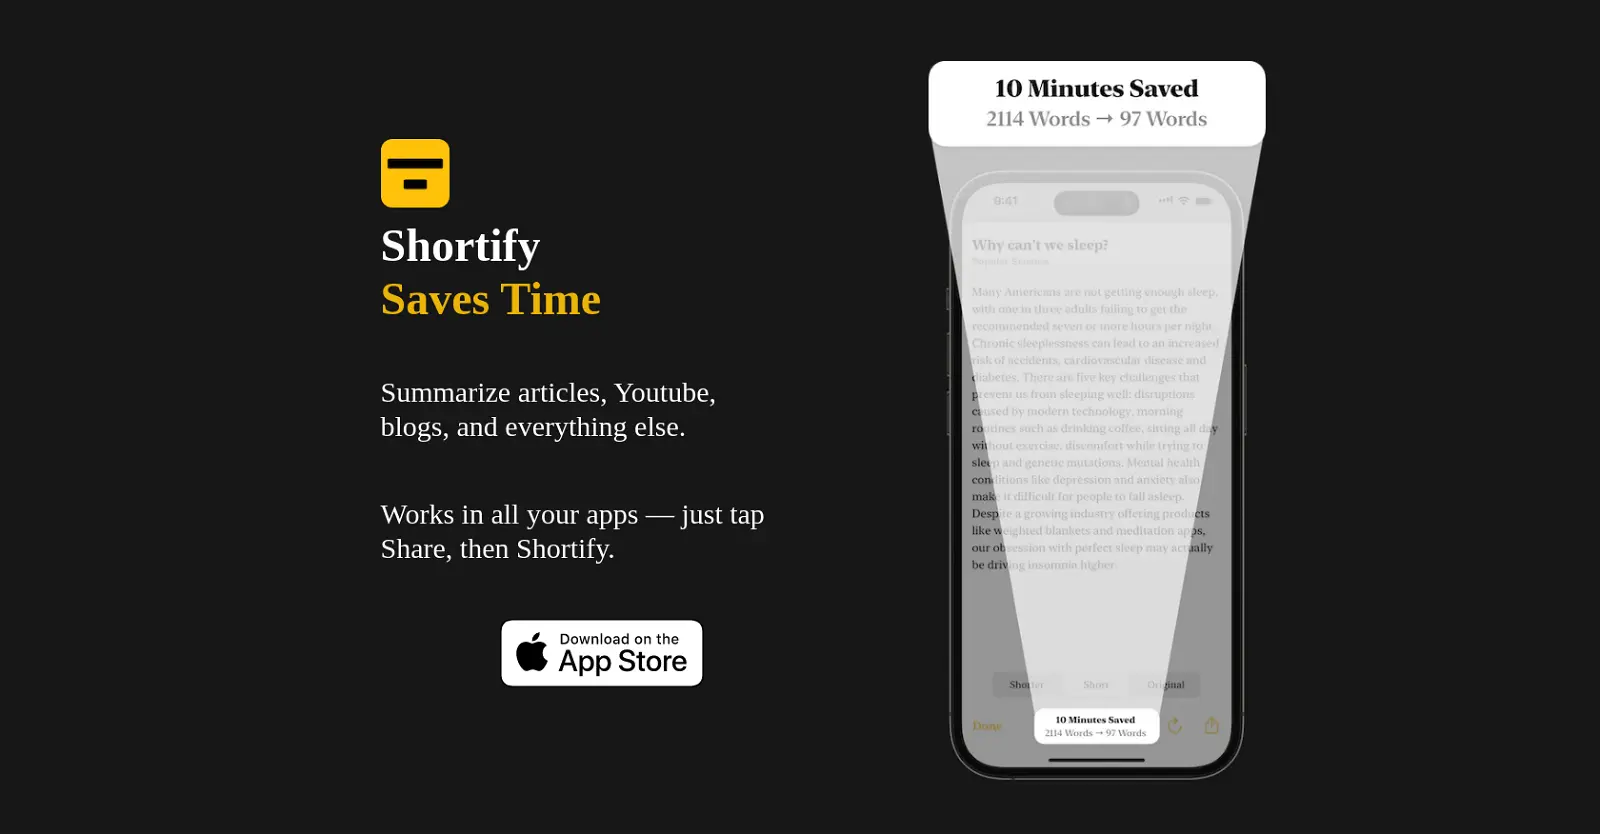 Shortify
Saves Time
Summarize articles, Youtube,
blogs, and everything else.
Works in all your apps — just tap
Share, then Shortify.
Download on the
App Store
10 Minutes Saved
2114 Words → 97 Words
9:41
Why can't we sleep?
Many Americans are not getting enough sleep,
with one in three adults failing to get the
recommended seven or more hours per night.
Chronic sleeplessness can lead to an increased
risk of accidents, cardiovascular disease and
diabetes. There are five key challenges that
prevent us from sleeping well: disruptions
caused by modern technology, morning
routines such as drinking coffee, sitting all day
without exercise, discomfort while trying to
sleep and genetic mutations. Mental health
conditions like depression and anxiety also
make it difficult for people to fall asleep.
Despite a growing industry offering products
like weighted blankets and meditation apps,
our obsession with perfect sleep may actually
be driving insomnia higher.
Shorter Short Original
Done
10 Minutes Saved
2114 Words → 97 Words